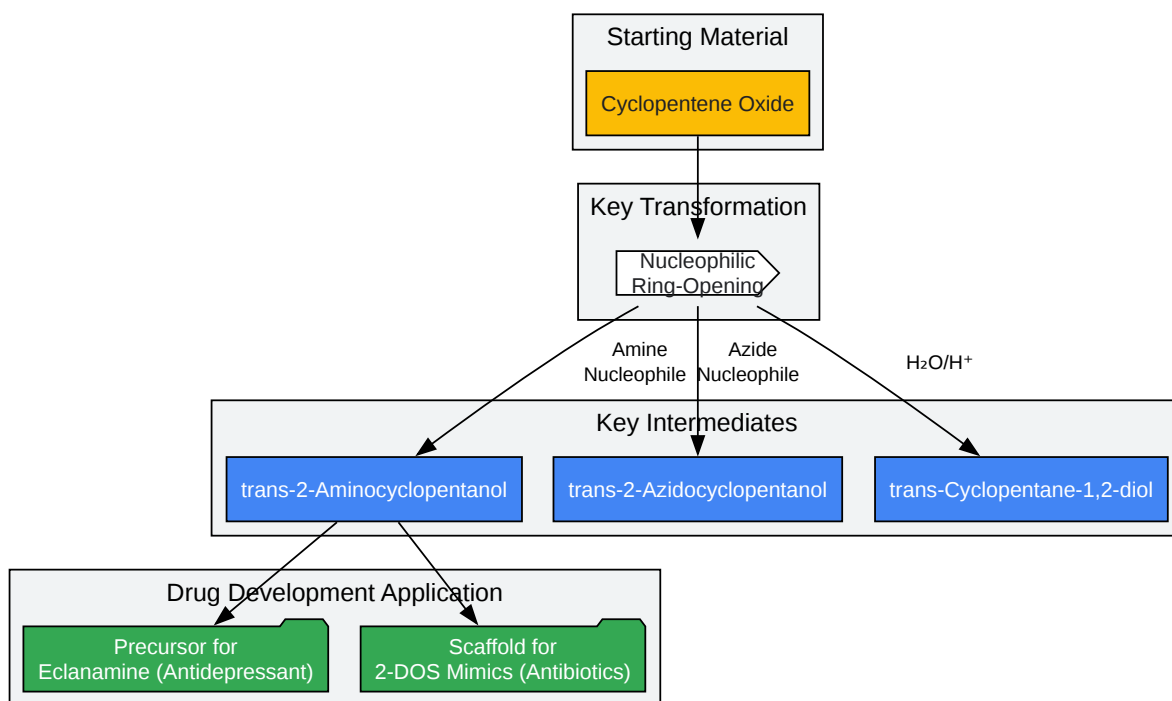 Starting Material
Cyclopentene Oxide
Key Transformation
Nucleophilic
Ring-Opening
Amine
Nucleophile
Azide
Nucleophile
H₂O/H⁺
Key Intermediates
trans-2-Aminocyclopentanol
trans-2-Azidocyclopentanol
trans-Cyclopentane-1,2-diol
Drug Development Application
Precursor for
Eclanamine (Antidepressant)
Scaffold for
2-DOS Mimics (Antibiotics)